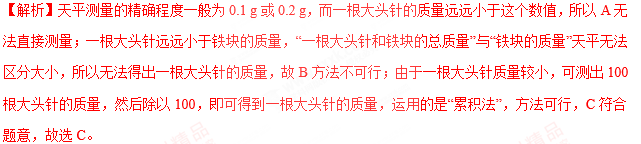 【解析】天平测量的精确程度一般为 0.1 g 或 0.2 g，而一根大头针的质量远远小于这个数值，所以 A 无
法直接测量；一根大头针远远小于铁块的质量，“一根大头针和铁块的总质量”与“铁块的质量”天平无法
区分大小，所以无法得出一根大头针的质量，故 B 方法不可行；由于一根大头针质量较小，可测出 100
根大头针的质量，然后除以 100，即可得到一根大头针的质量，运用的是“累积法”，方法可行，C 符合
题意，故选 C。